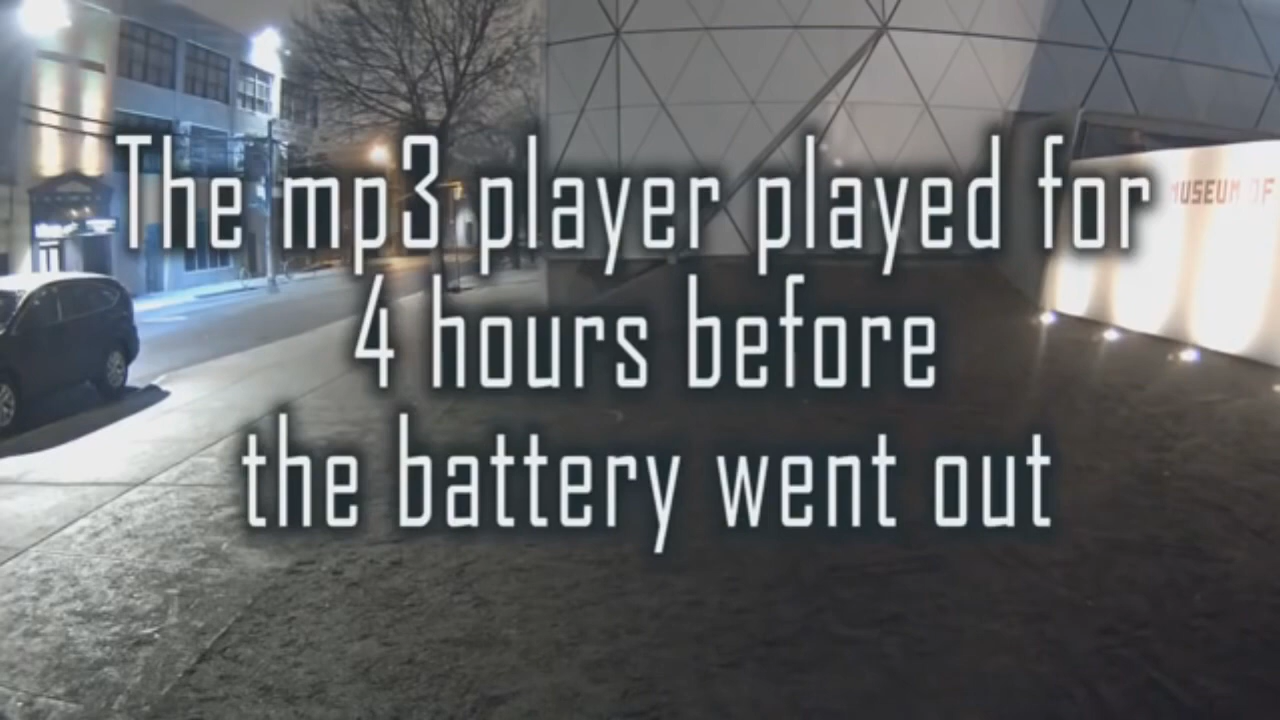 The mp3 player played for
4 hours before
the battery went out
MUSEUM OF